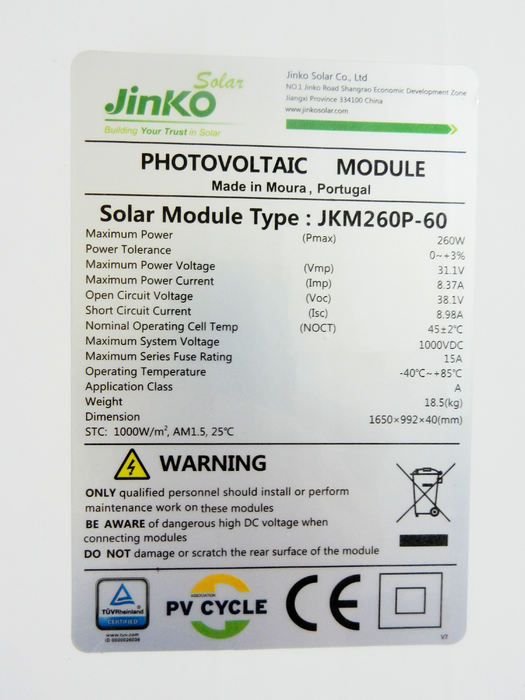 Jinko Solar
Building Your Trust in Solar
Jinko Solar Co., Ltd
NO.1 Jinko Road Shangrao Economic Development Zone
Jiangxi Province 334100 China
www.jinkosolar.com
PHOTOVOLTAIC MODULE
Made in Moura, Portugal
Solar Module Type : JKM260P-60
Maximum Power (Pmax) 260W
Power Tolerance 0~+3%
Maximum Power Voltage (Vmp) 31.1V
Maximum Power Current (Imp) 8.37A
Open Circuit Voltage (Voc) 38.1V
Short Circuit Current (Isc) 8.98A
Nominal Operating Cell Temp (NOCT) 45±2℃
Maximum System Voltage 1000VDC
Maximum Series Fuse Rating 15A
Operating Temperature -40℃~+85℃
Application Class A
Weight 18.5(kg)
Dimension 1650×992×40(mm)
STC: 1000W/m², AM1.5, 25℃
WARNING
ONLY qualified personnel should install or perform
maintenance work on these modules
BE AWARE of dangerous high DC voltage when
connecting modules
DO NOT damage or scratch the rear surface of the module
TÜVRheinland
CERTIFIED
www.tuv.com
ID 0000026036
ASSOCIATION
PV CYCLE
CE
V7